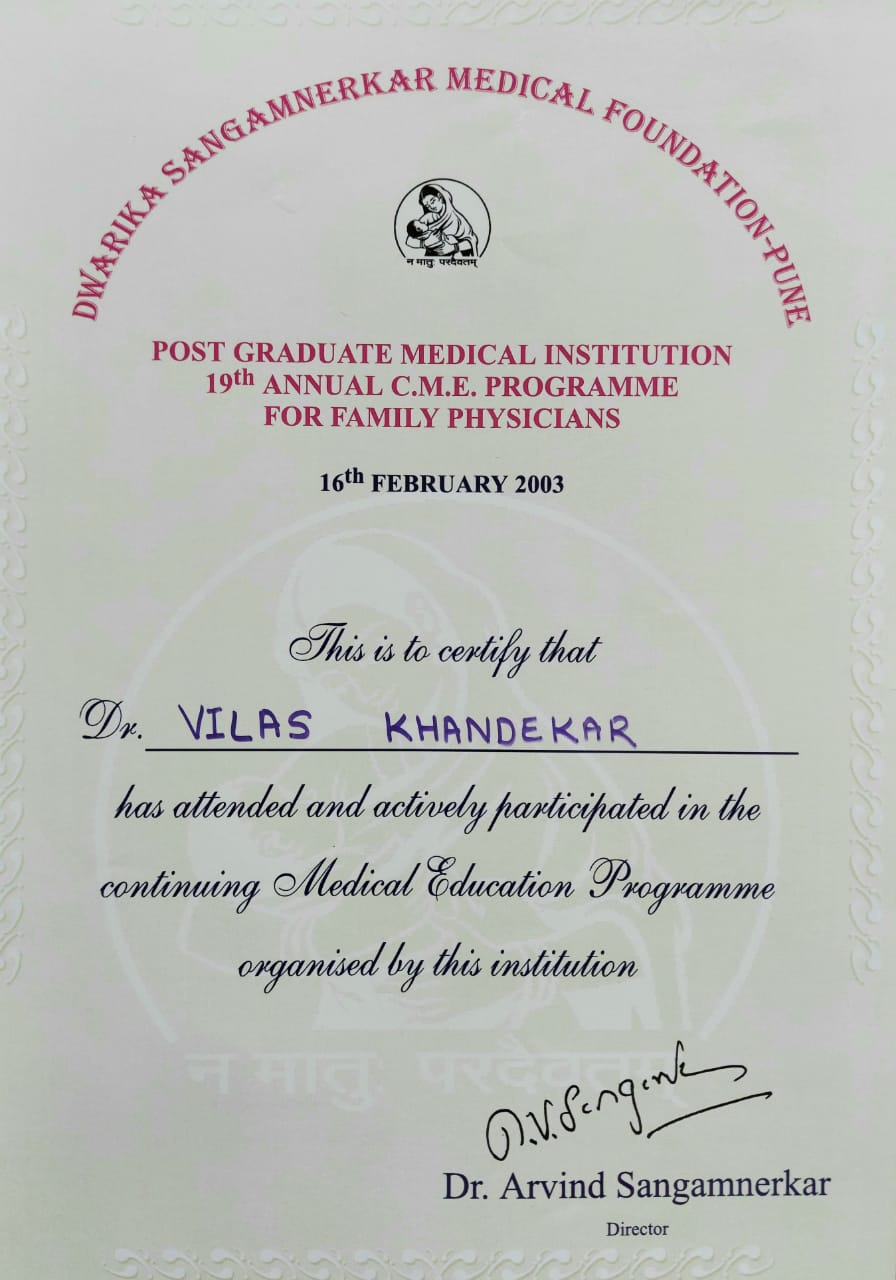 DWARIKA SANGAMNERKAR MEDICAL FOUNDATION-PUNE
न मातुः परदैवतम्
POST GRADUATE MEDICAL INSTITUTION
19th ANNUAL C.M.E. PROGRAMME
FOR FAMILY PHYSICIANS
16th FEBRUARY 2003
This is to certify that
Dr. VILAS KHANDEKAR
has attended and actively participated in the
continuing Medical Education Programme
organised by this institution
न मातुः परदैवतम्
Dr. Arvind Sangamnerkar
Director